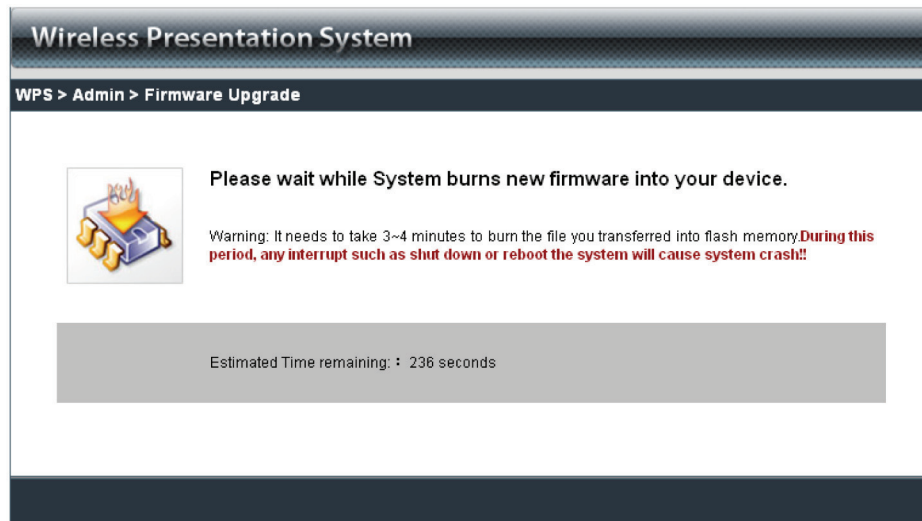 Wireless Presentation System
WPS > Admin > Firmware Upgrade
Please wait while System burns new firmware into your device.
Warning: It needs to take 3~4 minutes to burn the file you transferred into flash memory.During this
period, any interrupt such as shut down or reboot the system will cause system crash!!
Estimated Time remaining: : 236 seconds